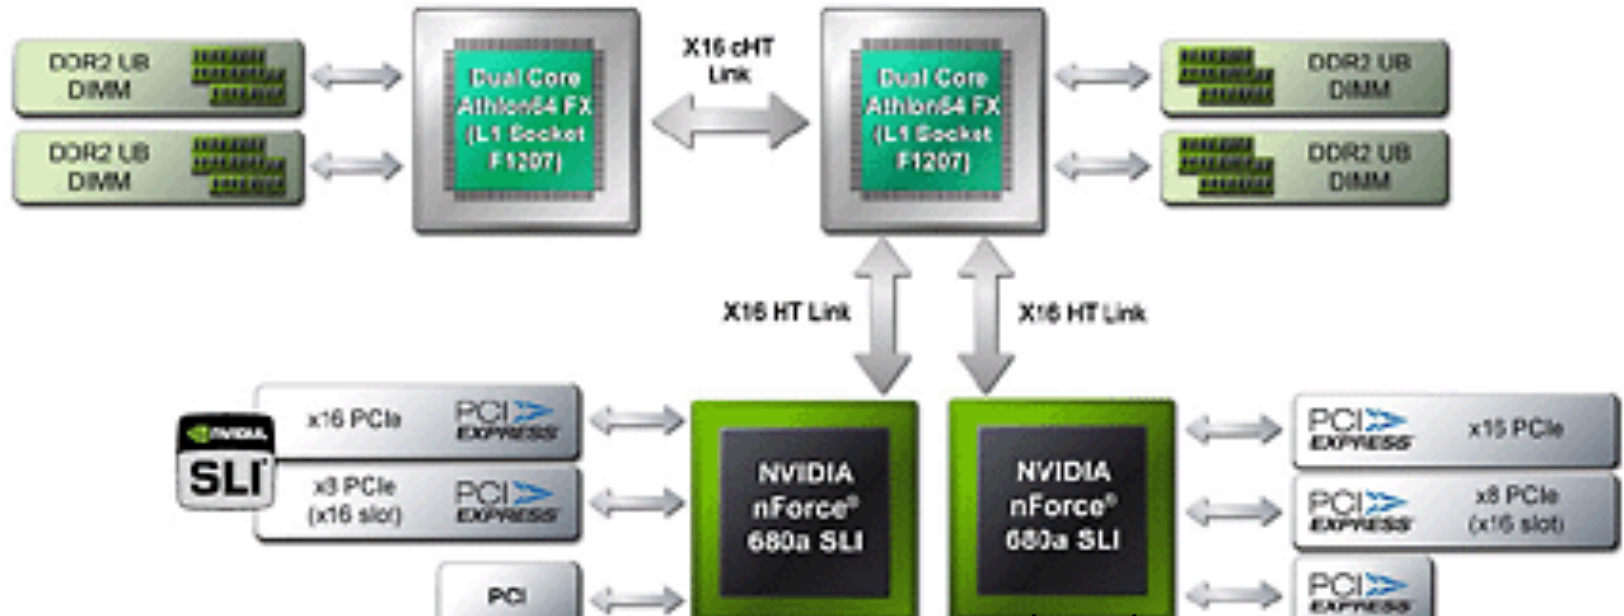 DDR2 UB
DIMM
DDR2 UB
DIMM
Dual Core
Athlon64 FX
(L1 Socket
F1207)
X16 cHT
Link
Dual Core
Athlon64 FX
(L1 Socket
F1207)
DDR2 UB
DIMM
DDR2 UB
DIMM
X16 HT Link
X16 HT Link
NVIDIA
SLI
x16 PCIe
PCI
EXPRESS
x8 PCIe
(x16 slot)
PCI
EXPRESS
PCI
NVIDIA
nForce®
680a SLI
NVIDIA
nForce®
680a SLI
PCI
EXPRESS
x16 PCIe
PCI
EXPRESS
x8 PCIe
(x16 slot)
PCI
EXPRESS